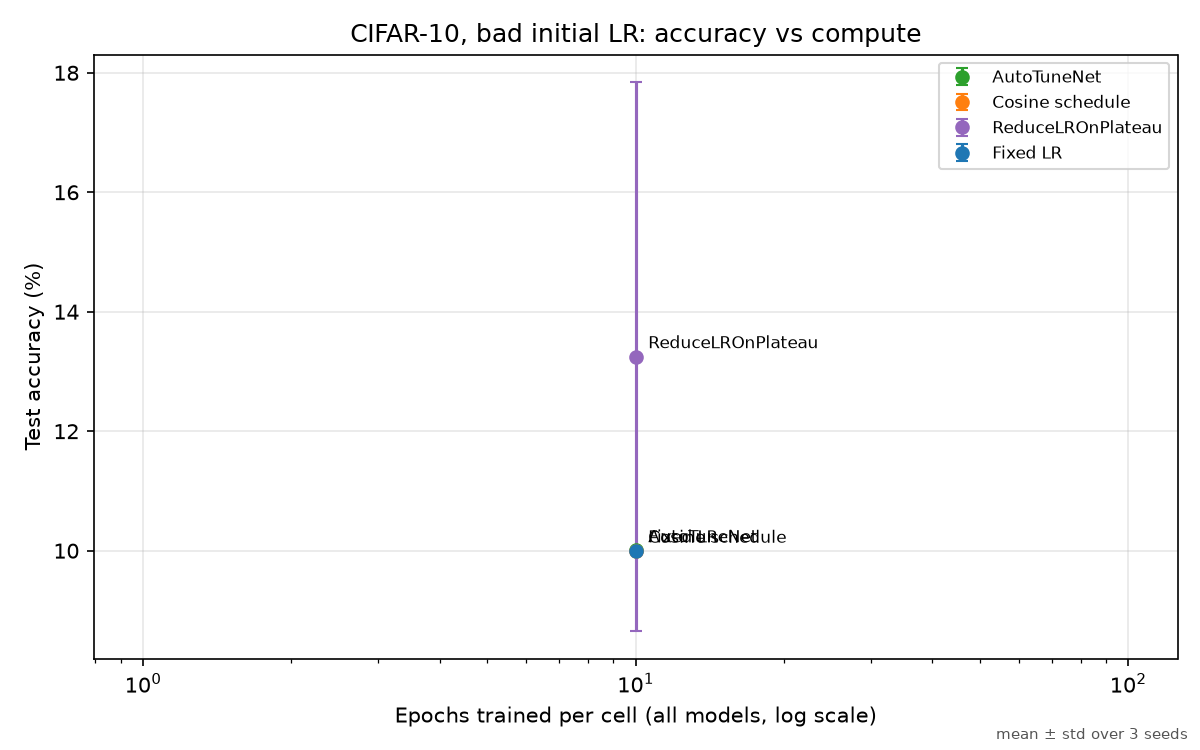 CIFAR-10, bad initial LR: accuracy vs compute
AutoTuneNet
Cosine schedule
ReduceLROnPlateau
Fixed LR
Test accuracy (%)
18
16
14
12
10
ReduceLROnPlateau
10⁰
10¹
10²
Epochs trained per cell (all models, log scale)
mean ± std over 3 seeds